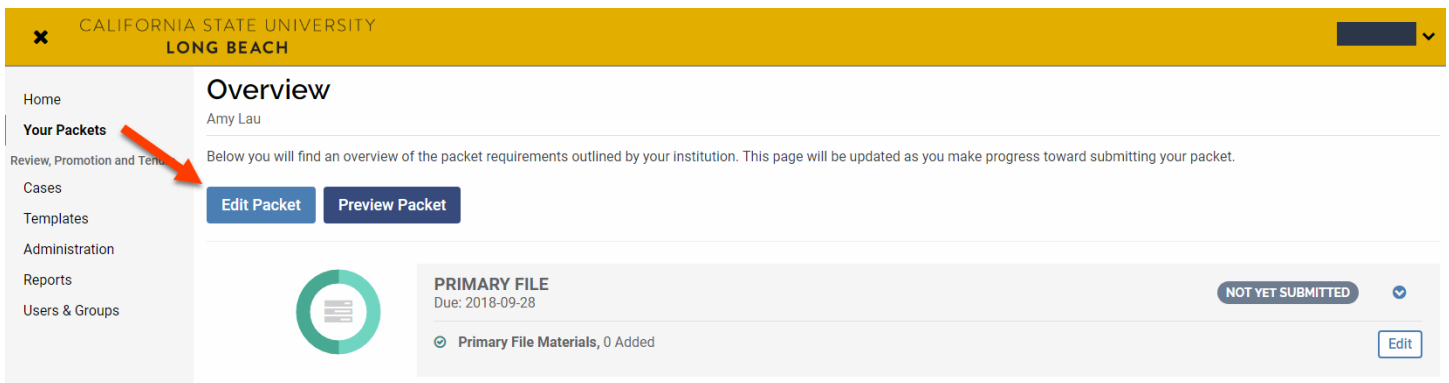 CALIFORNIA STATE UNIVERSITY
LONG BEACH
Home
Your Packets
Review, Promotion and
Cases
Templates
Administration
Reports
Users & Groups
Overview
Amy Lau
Below you will find an overview of the packet requirements outlined by your institution. This page will be updated as you make progress toward submitting your packet.
Edit Packet
Preview Packet
PRIMARY FILE
Due: 2018-09-28
NOT YET SUBMITTED
Primary File Materials, 0 Added
Edit